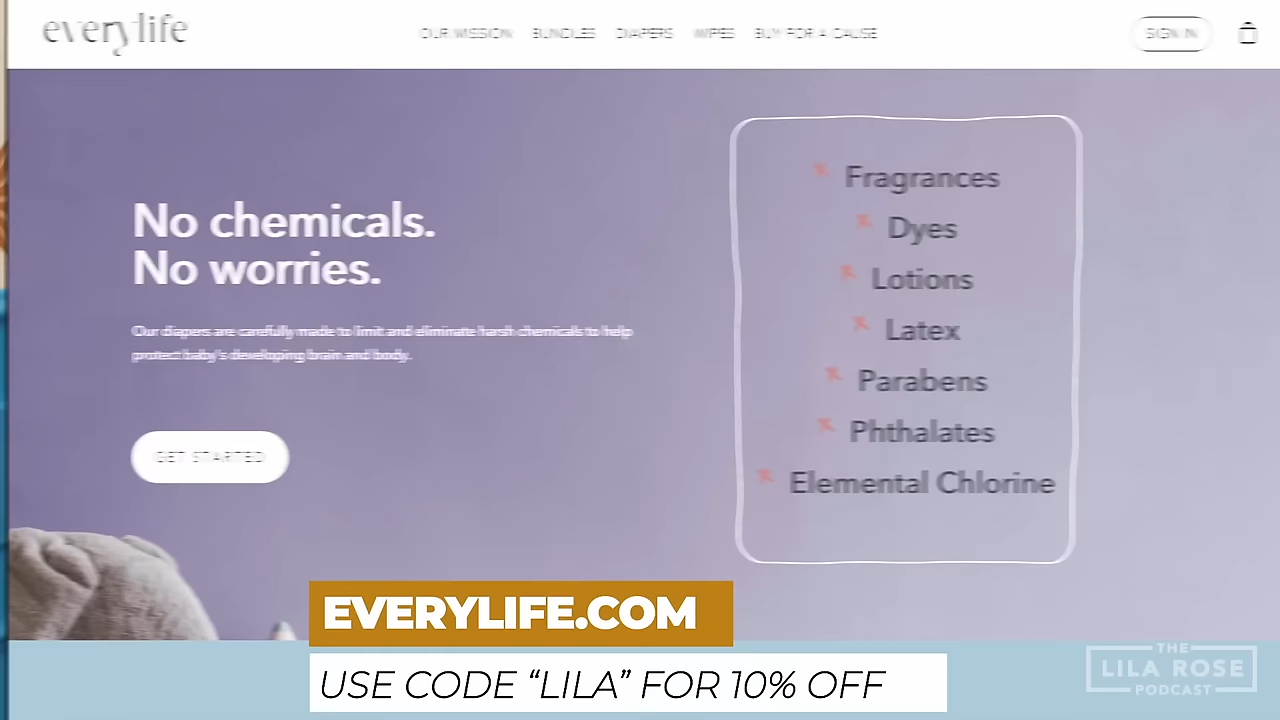 everylife
OUR MISSION BUNDLES DIAPERS WIPES BUY FOR A CAUSE
SIGN IN
No chemicals.
No worries.
Our diapers are carefully made to limit and eliminate harsh chemicals to help
protect baby's developing brain and body.
GET STARTED
Fragrances
Dyes
Lotions
Latex
Parabens
Phthalates
Elemental Chlorine
EVERYLIFE.COM
USE CODE “LILA” FOR 10% OFF
THE
LILA ROSE
PODCAST